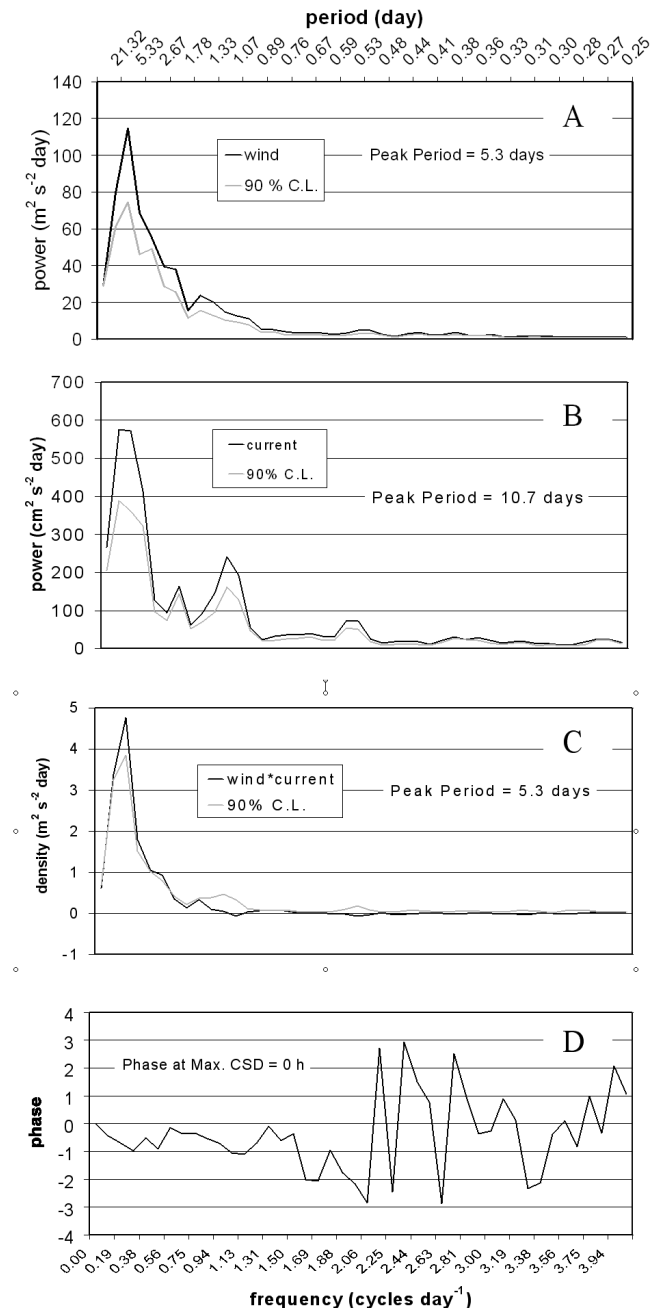 period (day)
21.32 5.33 2.67 1.78 1.33 1.07 0.89 0.76 0.67 0.59 0.53 0.48 0.44 0.41 0.38 0.36 0.33 0.31 0.30 0.28 0.27 0.25
140
120
100
80
60
40
20
0
power (m² s⁻² day)
A
wind
90 % C.L.
Peak Period = 5.3 days
700
600
500
400
300
200
100
0
power (cm² s⁻² day)
B
current
90% C.L.
Peak Period = 10.7 days
5
4
3
2
1
0
-1
density (m² s⁻² day)
C
wind*current
90% C.L.
Peak Period = 5.3 days
4
3
2
1
0
-1
-2
-3
-4
phase
D
Phase at Max. CSD = 0 h
0.00 0.19 0.38 0.56 0.75 0.94 1.13 1.31 1.50 1.69 1.88 2.06 2.25 2.44 2.63 2.81 3.00 3.19 3.38 3.56 3.75 3.94
frequency (cycles day⁻¹)